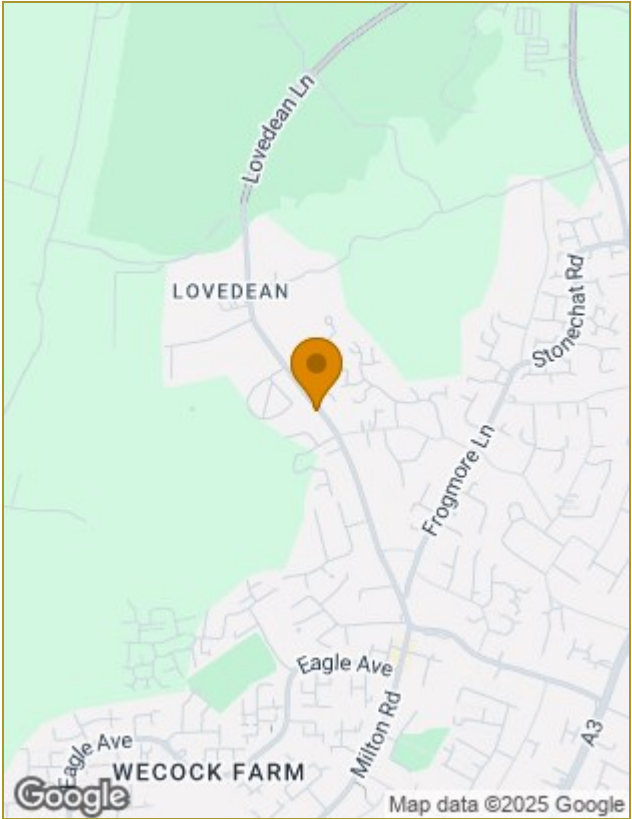 Lovedean Ln
LOVEDEAN
Stonechat Rd
Frogmore Ln
Eagle Ave
Milton Rd
A3
Eagle Ave
WECOCK FARM
Google
Map data ©2025 Google